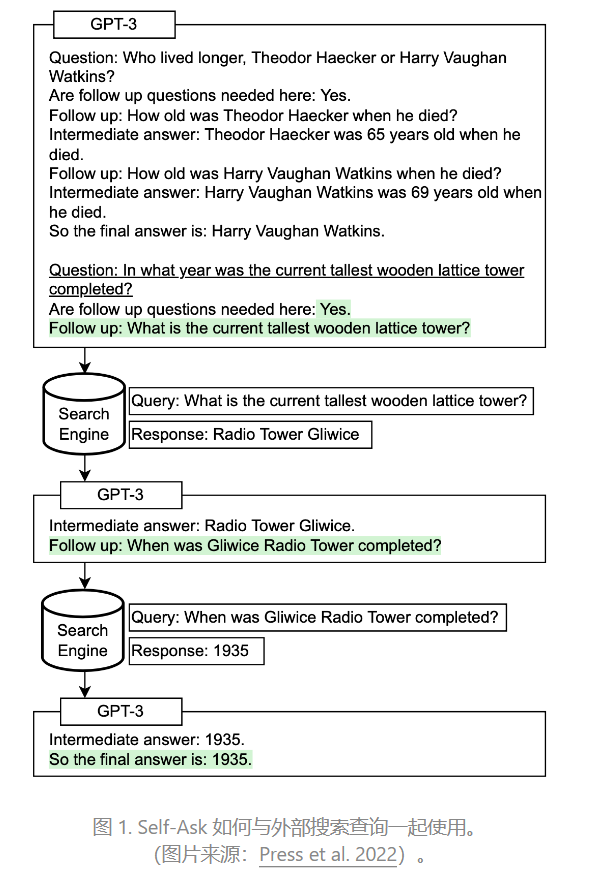 GPT-3
Question: Who lived longer, Theodor Haecker or Harry Vaughan
Watkins?
Are follow up questions needed here: Yes.
Follow up: How old was Theodor Haecker when he died?
Intermediate answer: Theodor Haecker was 65 years old when he
died.
Follow up: How old was Harry Vaughan Watkins when he died?
Intermediate answer: Harry Vaughan Watkins was 69 years old when
he died.
So the final answer is: Harry Vaughan Watkins.
Question: In what year was the current tallest wooden lattice tower
completed?
Are follow up questions needed here: Yes.
Follow up: What is the current tallest wooden lattice tower?
Search
Engine
Query: What is the current tallest wooden lattice tower?
Response: Radio Tower Gliwice
GPT-3
Intermediate answer: Radio Tower Gliwice.
Follow up: When was Gliwice Radio Tower completed?
Search
Engine
Query: When was Gliwice Radio Tower completed?
Response: 1935
GPT-3
Intermediate answer: 1935.
So the final answer is: 1935.
图 1. Self-Ask 如何与外部搜索查询一起使用。
（图片来源：Press et al. 2022）。